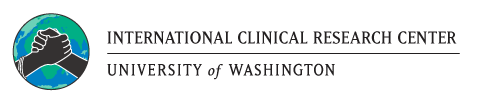 INTERNATIONAL CLINICAL RESEARCH CENTER
UNIVERSITY of WASHINGTON